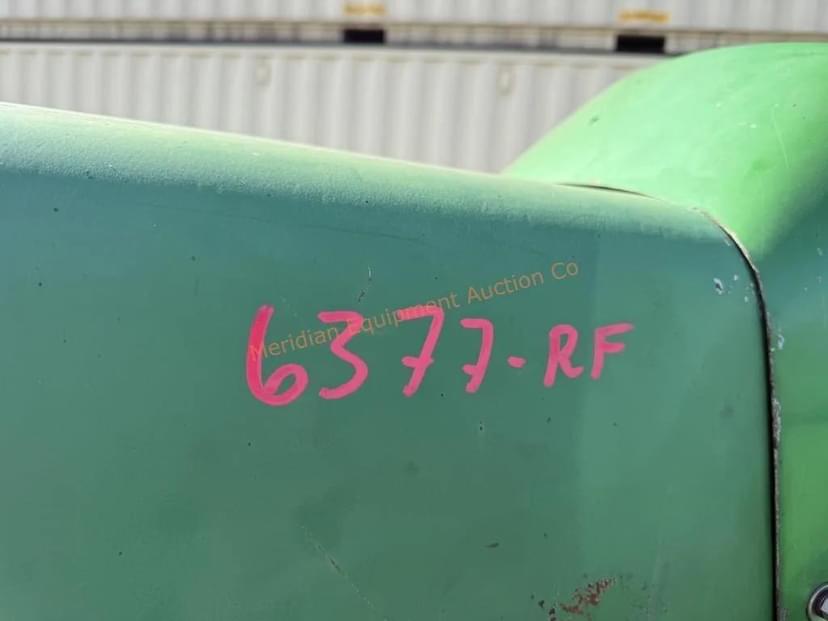 Meridian Equipment Auction Co
6377-RF